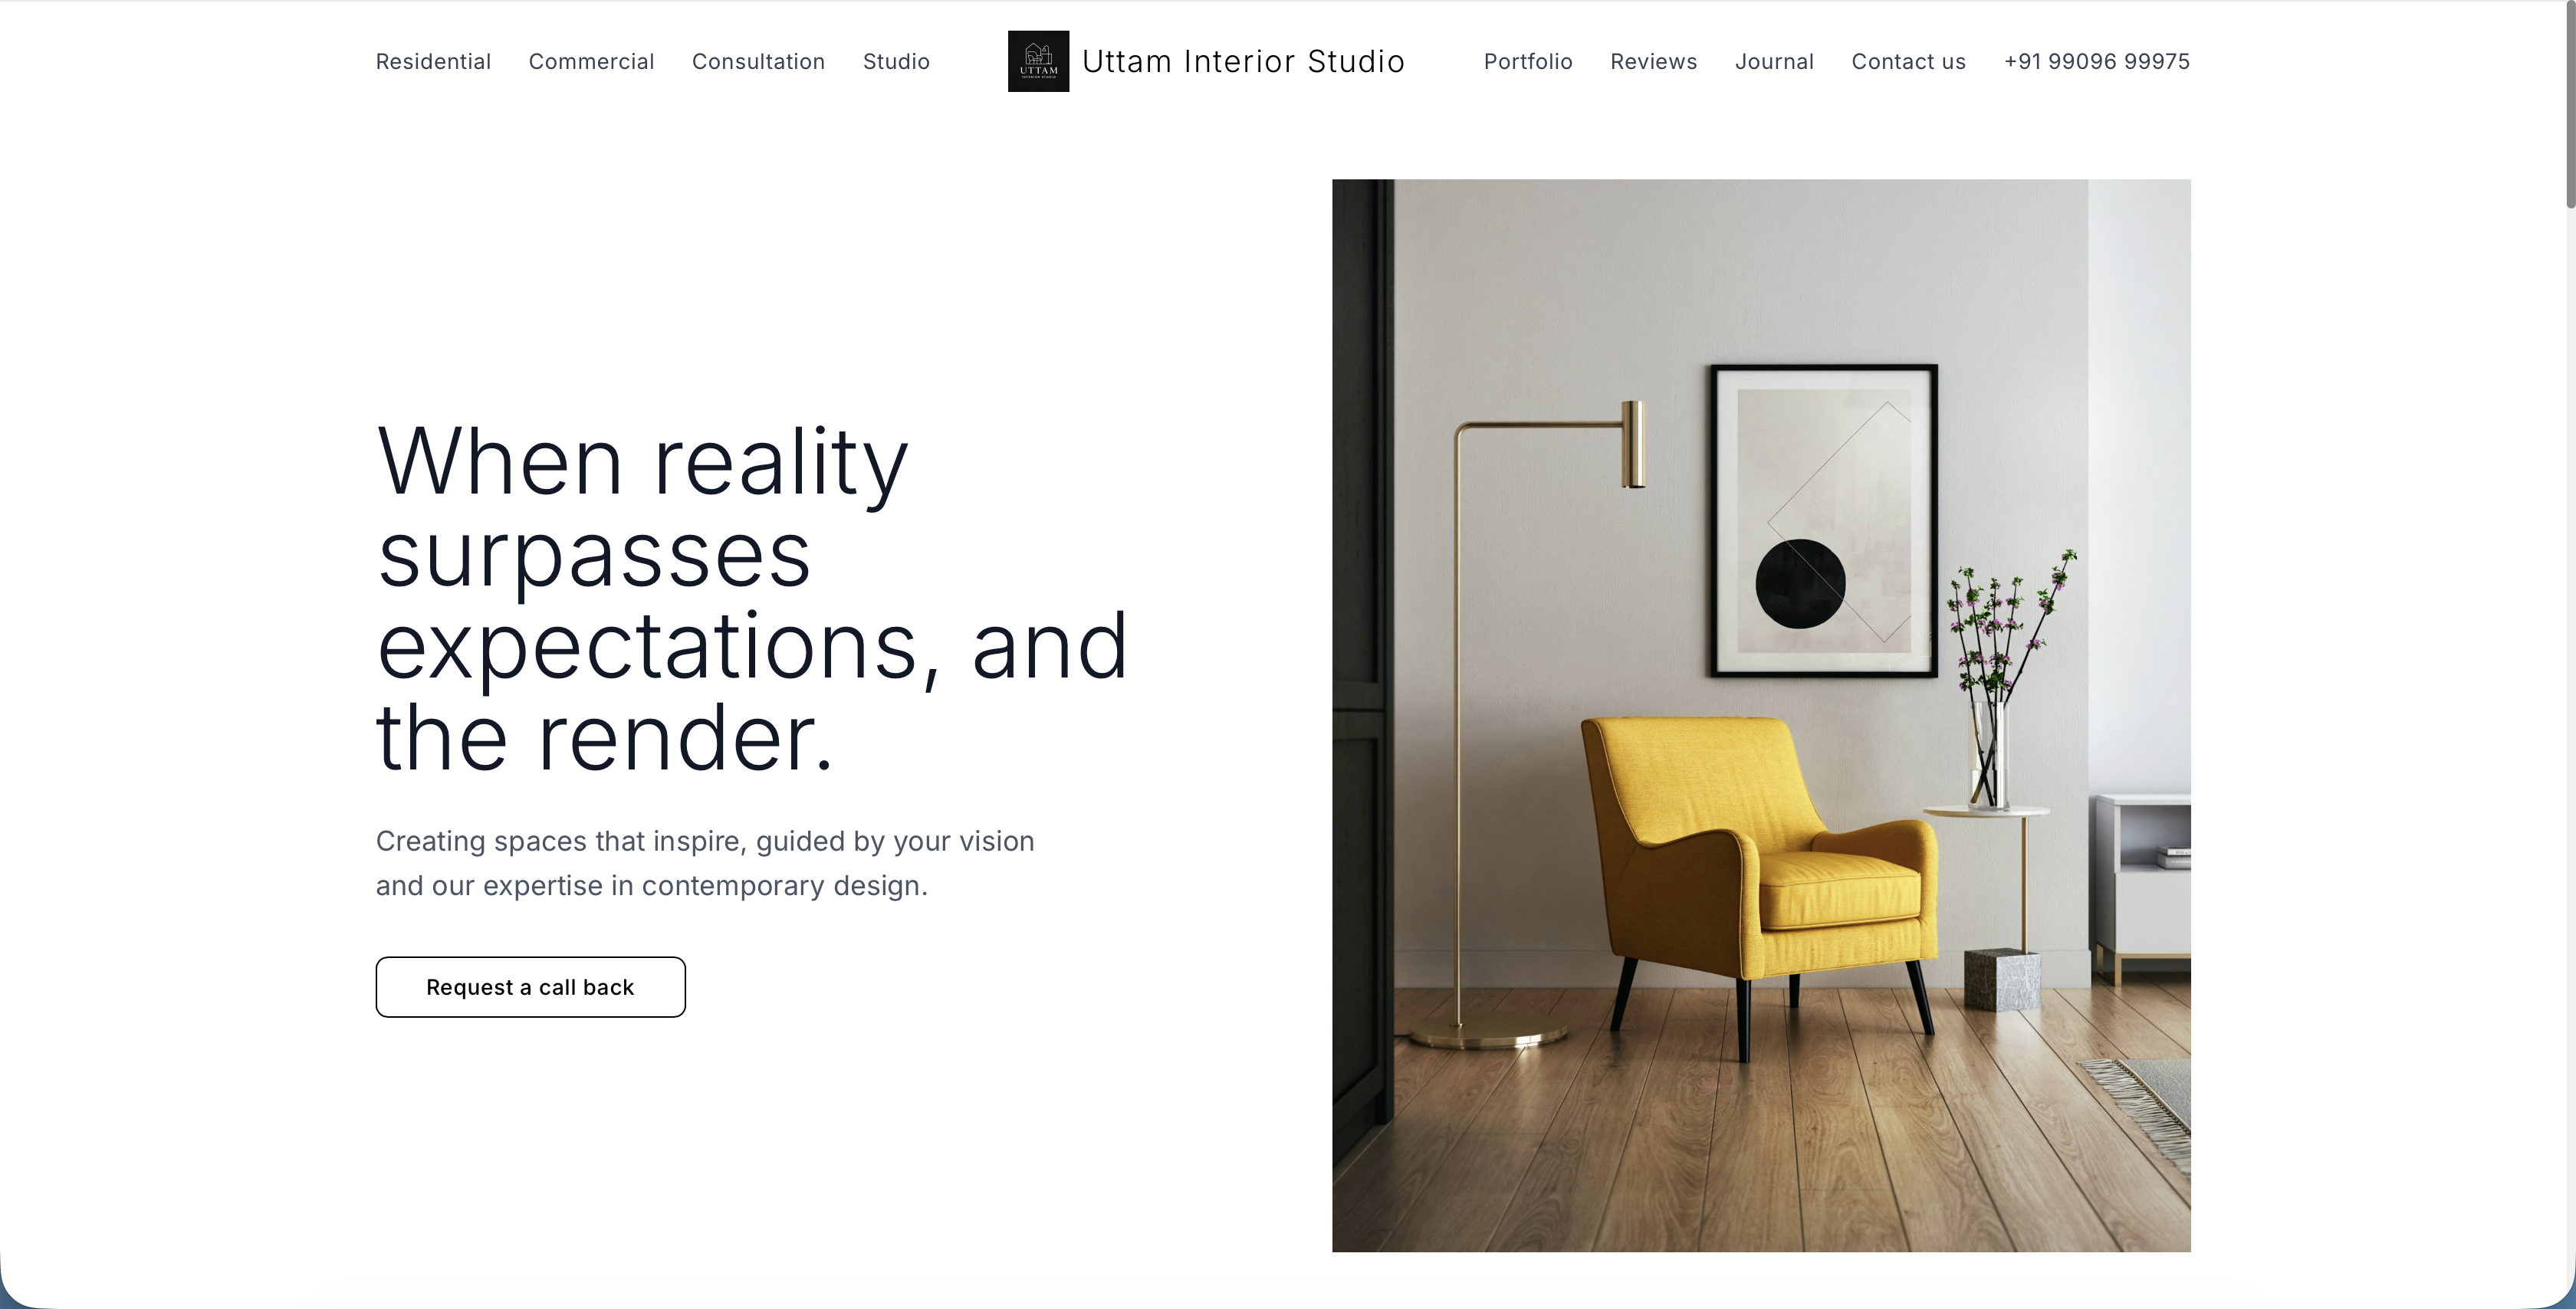 Residential Commercial Consultation Studio
UTTAM
INTERIOR STUDIO
Uttam Interior Studio
Portfolio Reviews Journal Contact us +91 99096 99975
When reality
surpasses
expectations, and
the render.
Creating spaces that inspire, guided by your vision
and our expertise in contemporary design.
Request a call back